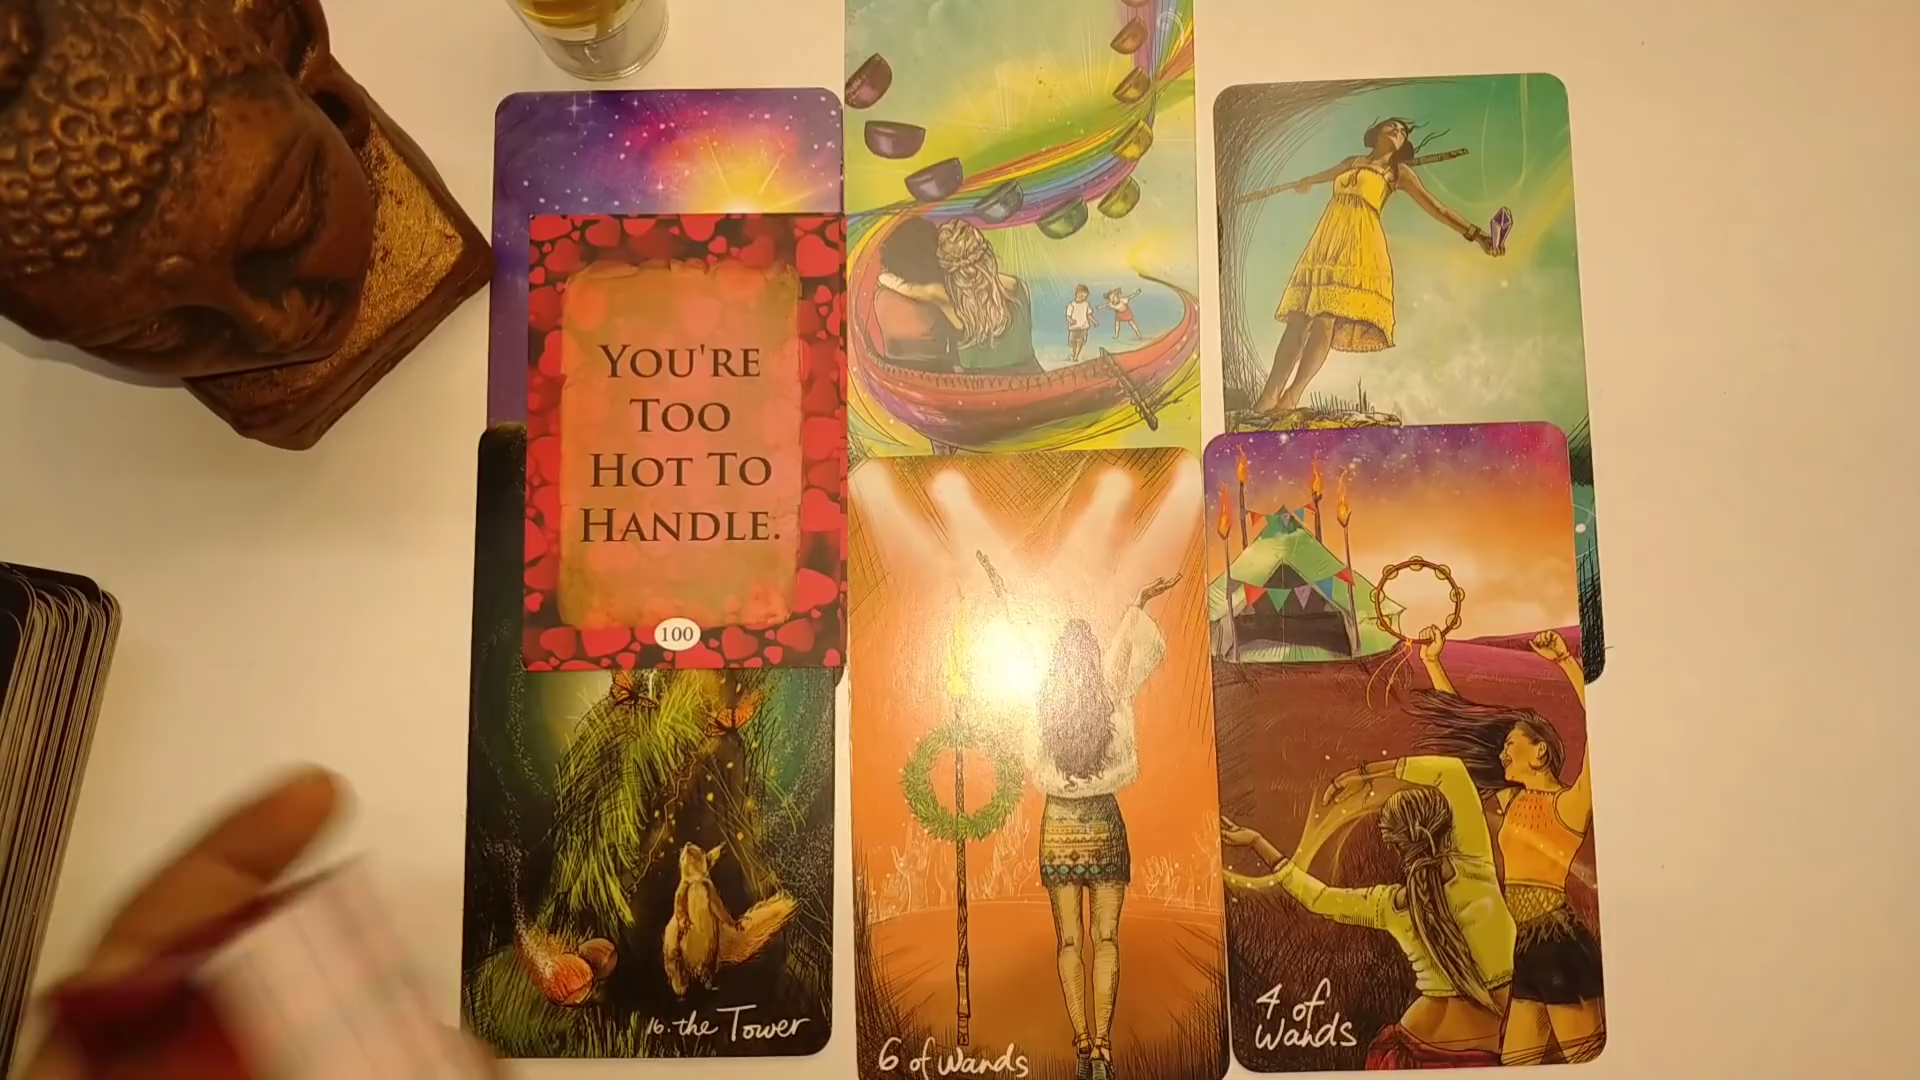 YOU'RE
TOO
HOT TO
HANDLE.
100
16. the Tower
6 of Wands
4 of
Wands